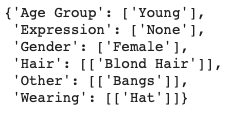 {'Age Group': ['Young'],
'Expression': ['None'],
'Gender': ['Female'],
'Hair': [['Blond Hair']],
'Other': ['Bangs']],
'Wearing': [['Hat']]}